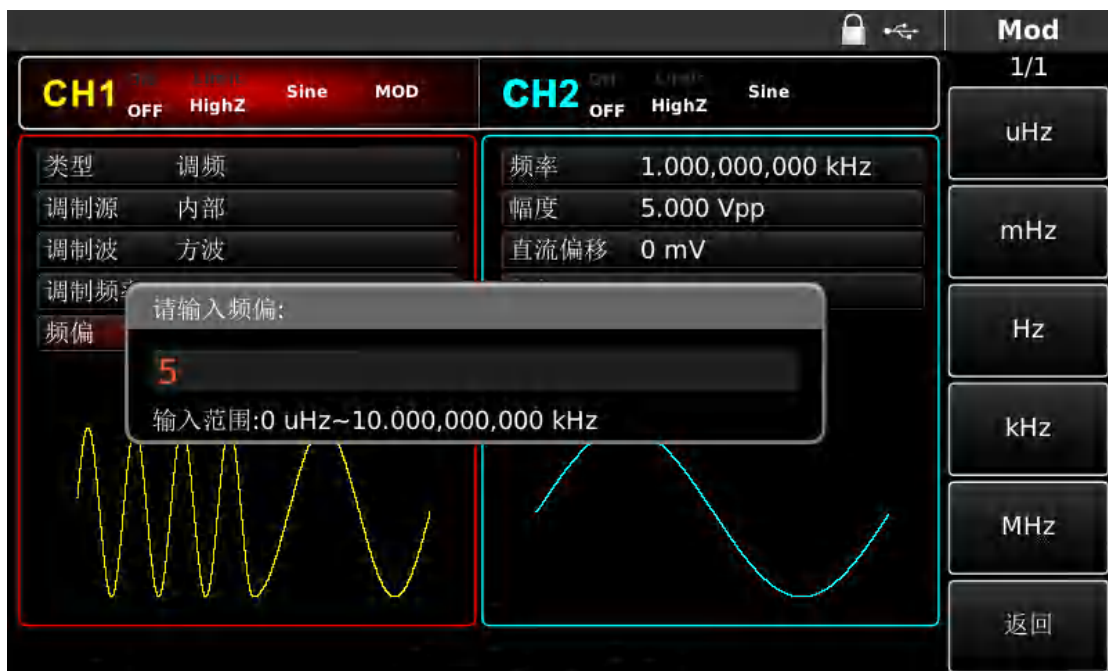 Mod
1/1
CH1 OFF HighZ Sine MOD
CH2 OFF HighZ Sine
uHz
mHz
Hz
kHz
MHz
返回
类型 调频
调制源 内部
调制波 方波
调制频
频偏
频率 1.000,000,000 kHz
幅度 5.000 Vpp
直流偏移 0 mV
请输入频偏:
5
输入范围:0 uHz~10.000,000,000 kHz